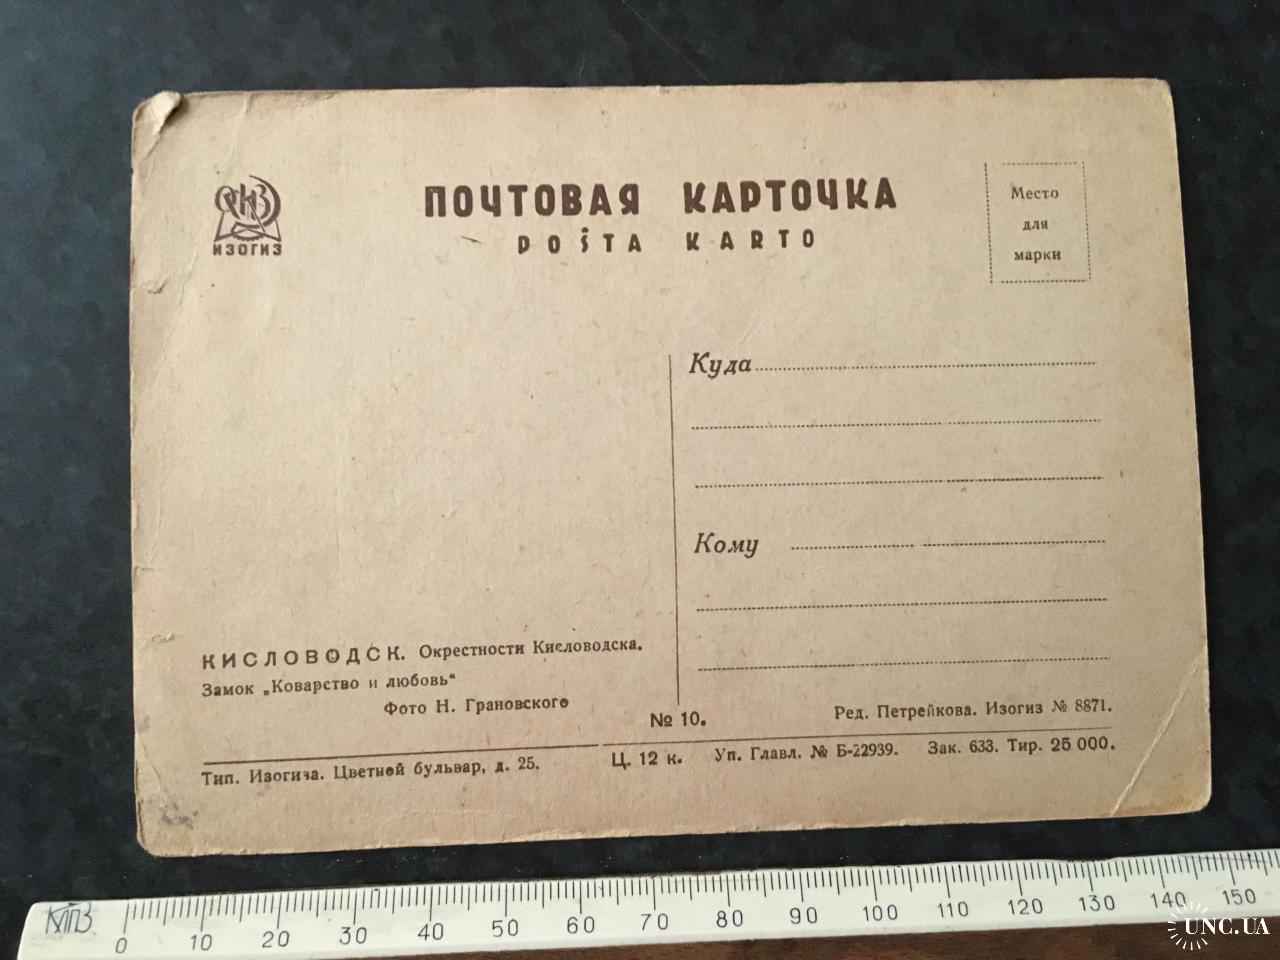 ИЗОГИЗ
ПОЧТОВАЯ КАРТОЧКА
POŜTA KARTO
Место
для
марки
Куда
Кому
КИСЛОВОДСК. Окрестности Кисловодска.
Замок „Коварство и любовь“
Фото Н. Грановского
№ 10.
Ред. Петрейкова. Изогиз № 8871.
Тип. Изогиза. Цветной бульвар, д. 25.
Ц. 12 к. Уп. Главл. № Б-22939. Зак. 633. Тир. 25 000.
0 10 20 30 40 50 60 70 80 90 100 110 120 130 140 150
UNC.UA